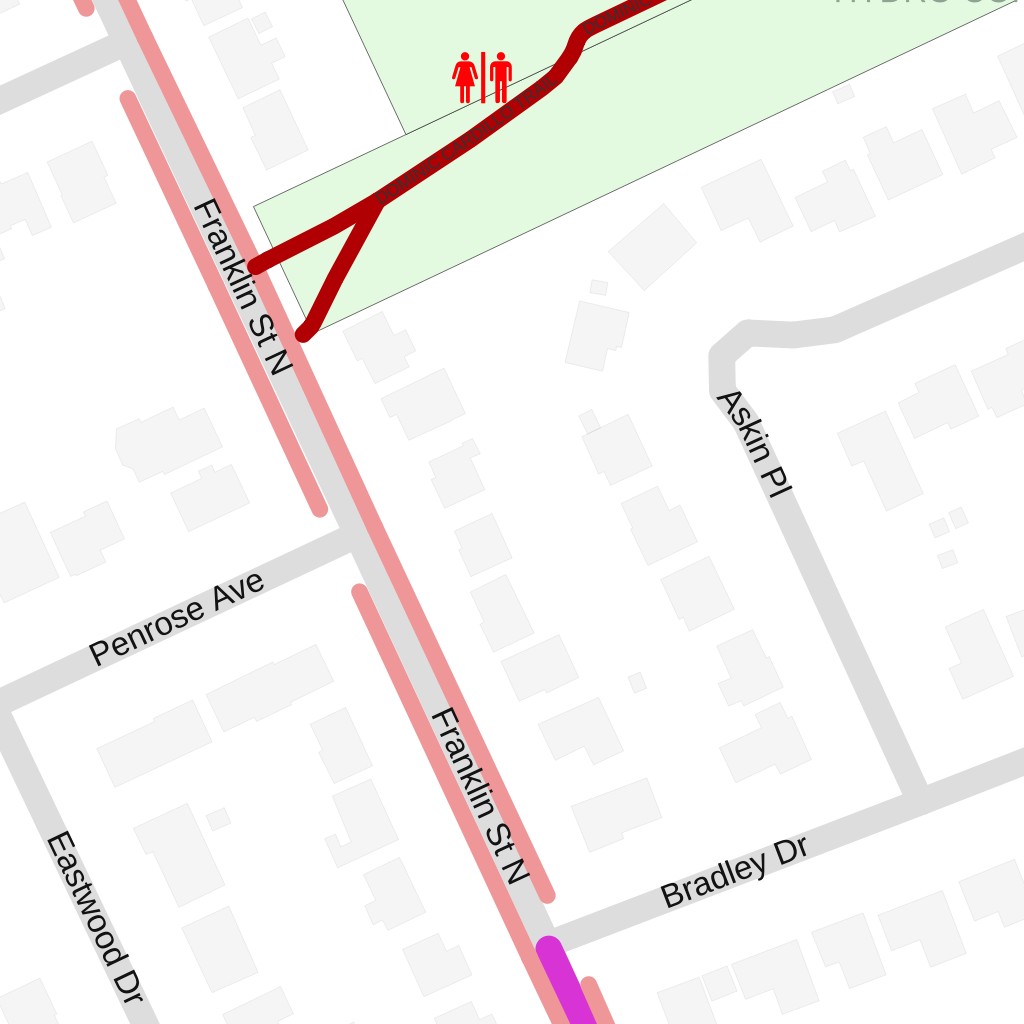 Franklin St N
Askin Pl
Penrose Ave
Franklin St N
Bradley Dr
Eastwood Dr